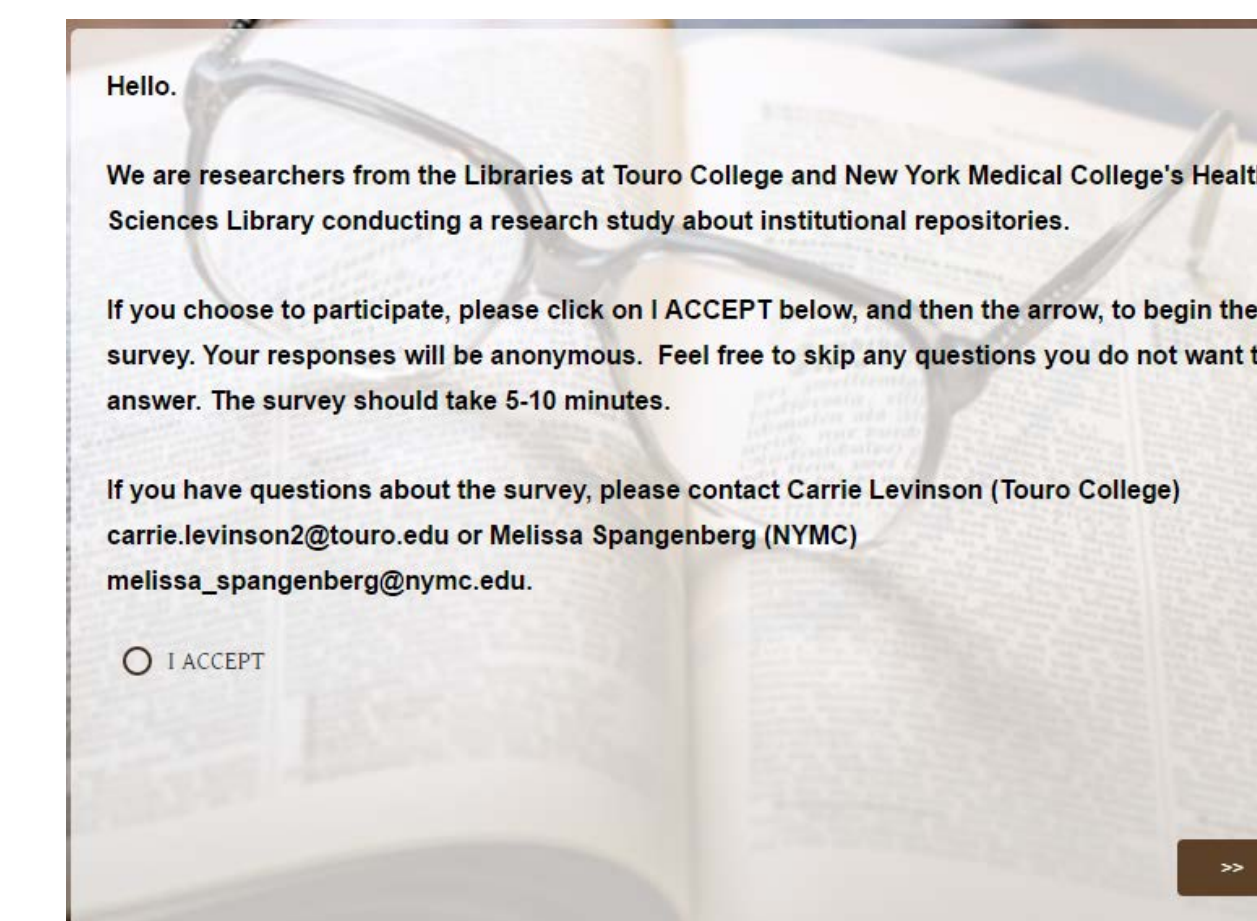 Hello.
We are researchers from the Libraries at Touro College and New York Medical College's Healt
Sciences Library conducting a research study about institutional repositories.
If you choose to participate, please click on I ACCEPT below, and then the arrow, to begin the
survey. Your responses will be anonymous.  Feel free to skip any questions you do not want t
answer. The survey should take 5-10 minutes.
If you have questions about the survey, please contact Carrie Levinson (Touro College)
carrie.levinson2@touro.edu or Melissa Spangenberg (NYMC)
melissa_spangenberg@nymc.edu.
I ACCEPT
>>